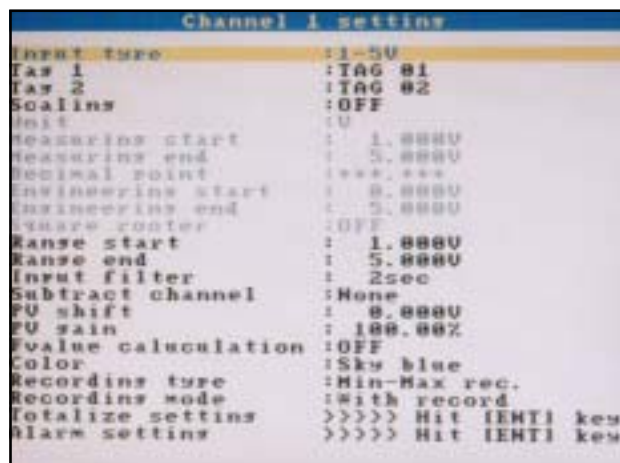 Channel 1 setting
Input type :1-5V
Tag 1 :TAG 01
Tag 2 :TAG 02
Scaling :OFF
Unit :V
Measuring start : 1.000V
Measuring end : 5.000V
Decimal point :***.***
Engineering start : 0.000V
Engineering end : 5.000V
Square rooter :OFF
Range start : 1.000V
Range end : 5.000V
Input filter : 2sec
Subtract channel :None
PV shift : 0.000V
PV gain : 100.00%
Fvalue caluculation :OFF
Color :Sky blue
Recording type :Min-Max rec.
Recording mode :With record
Totalize setting >>>>> Hit [ENT] key
Alarm setting >>>>> Hit [ENT] key